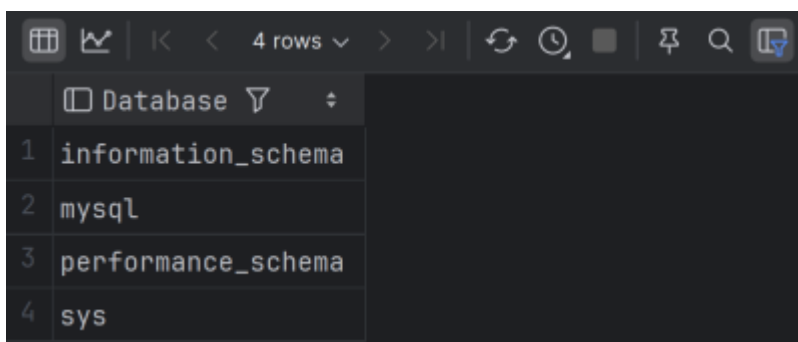 4 rows
Database
1 information_schema
2 mysql
3 performance_schema
4 sys